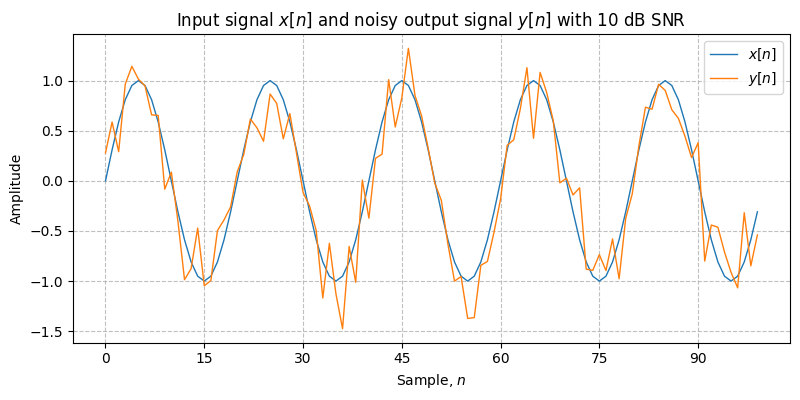 Input signal x[n] and noisy output signal y[n] with 10 dB SNR
x[n]
y[n]
Amplitude
1.0
0.5
0.0
−0.5
−1.0
−1.5
0 15 30 45 60 75 90
Sample, n